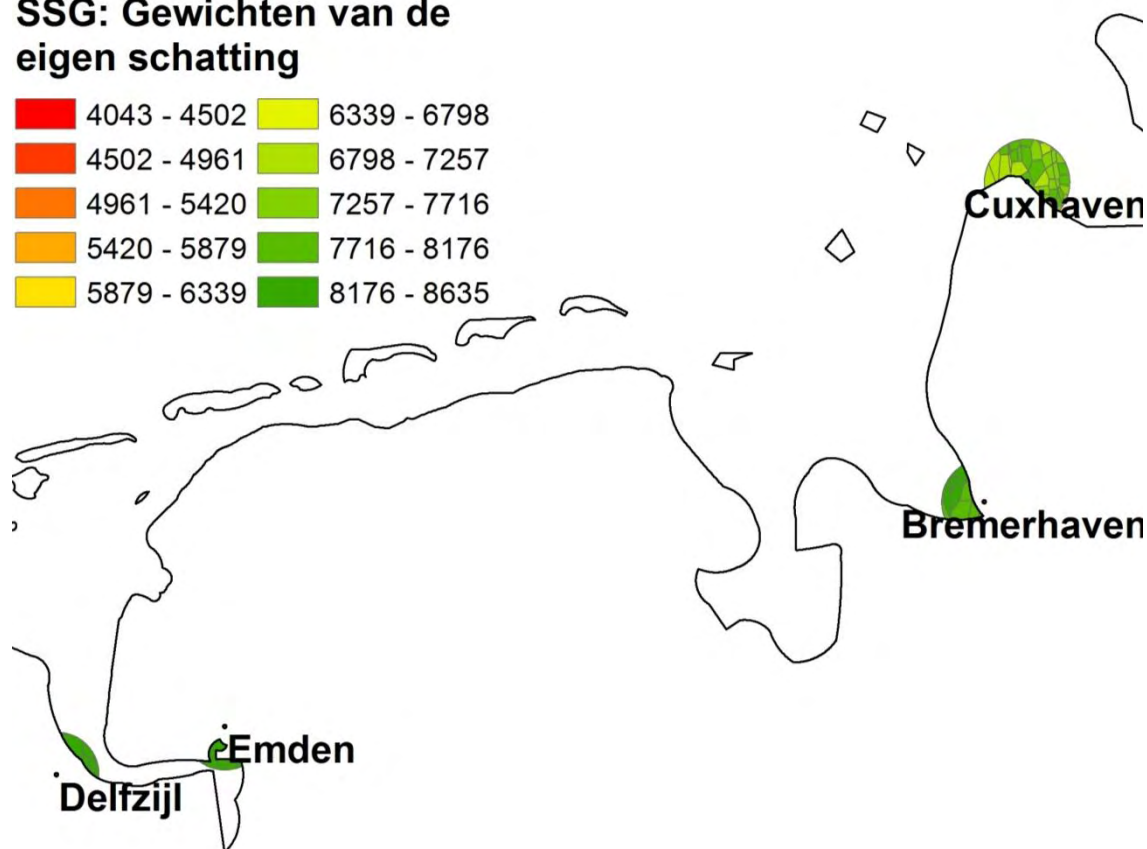 SSG: Gewichten van de
eigen schatting
4043 - 4502
4502 - 4961
4961 - 5420
5420 - 5879
5879 - 6339
6339 - 6798
6798 - 7257
7257 - 7716
7716 - 8176
8176 - 8635
Cuxhaven
Bremerhaven
Emden
Delfzijl